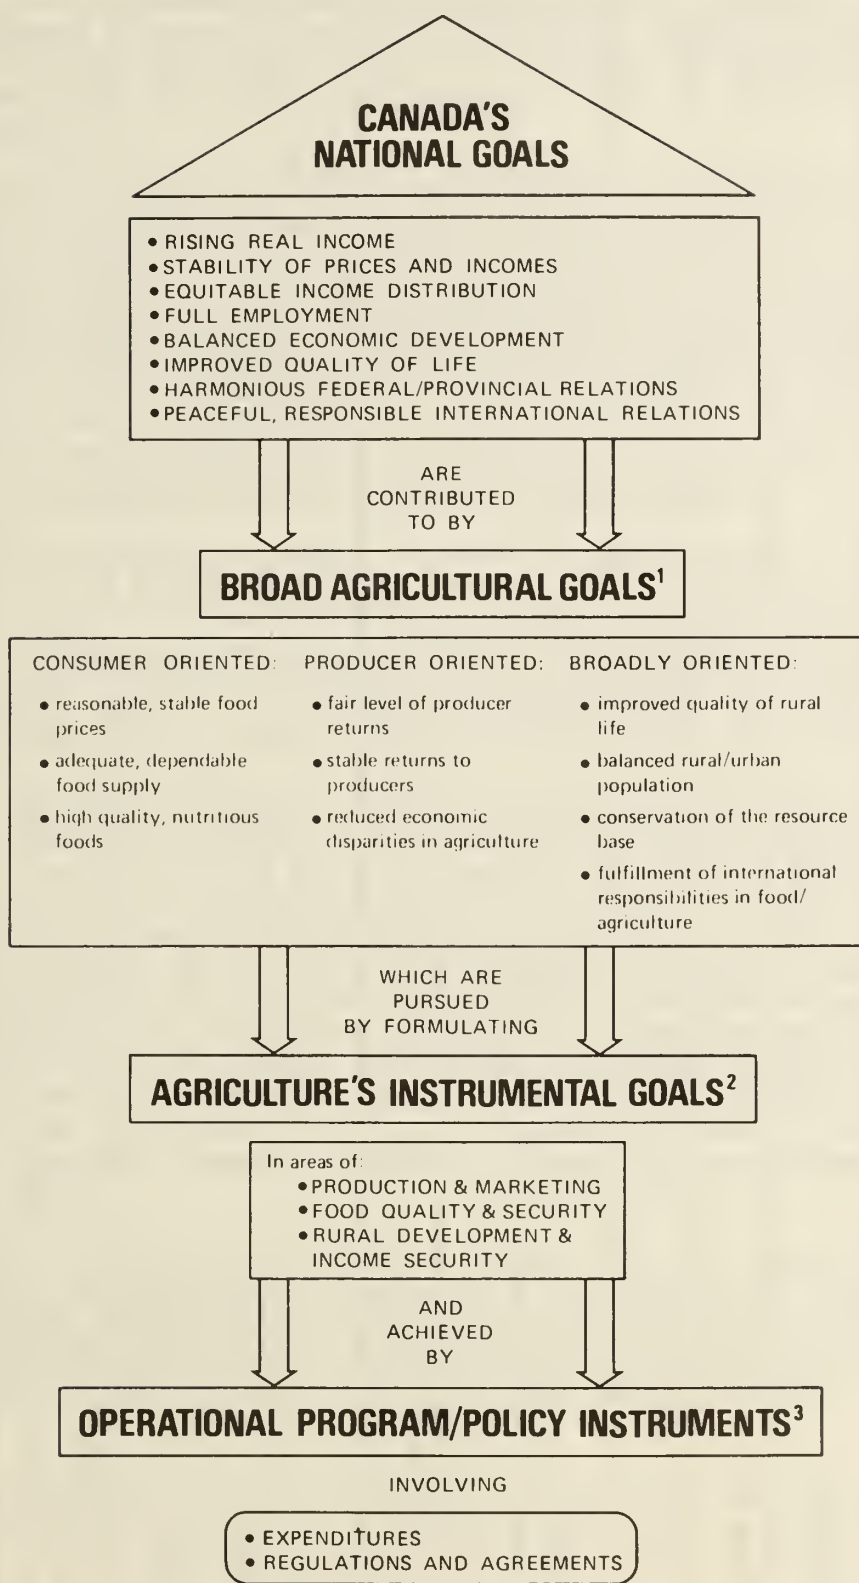 CANADA'S
NATIONAL GOALS
• RISING REAL INCOME
• STABILITY OF PRICES AND INCOMES
• EQUITABLE INCOME DISTRIBUTION
• FULL EMPLOYMENT
• BALANCED ECONOMIC DEVELOPMENT
• IMPROVED QUALITY OF LIFE
• HARMONIOUS FEDERAL/PROVINCIAL RELATIONS
• PEACEFUL, RESPONSIBLE INTERNATIONAL RELATIONS
ARE
CONTRIBUTED
TO BY
BROAD AGRICULTURAL GOALS¹
CONSUMER ORIENTED:
• reasonable, stable food
prices
• adequate, dependable
food supply
• high quality, nutritious
foods
PRODUCER ORIENTED:
• fair level of producer
returns
• stable returns to
producers
• reduced economic
disparities in agriculture
BROADLY ORIENTED:
• improved quality of rural
life
• balanced rural/urban
population
• conservation of the resource
base
• fulfillment of international
responsibilities in food/
agriculture
WHICH ARE
PURSUED
BY FORMULATING
AGRICULTURE'S INSTRUMENTAL GOALS²
In areas of:
• PRODUCTION & MARKETING
• FOOD QUALITY & SECURITY
• RURAL DEVELOPMENT &
INCOME SECURITY
AND
ACHIEVED
BY
OPERATIONAL PROGRAM/POLICY INSTRUMENTS³
INVOLVING
• EXPENDITURES
• REGULATIONS AND AGREEMENTS